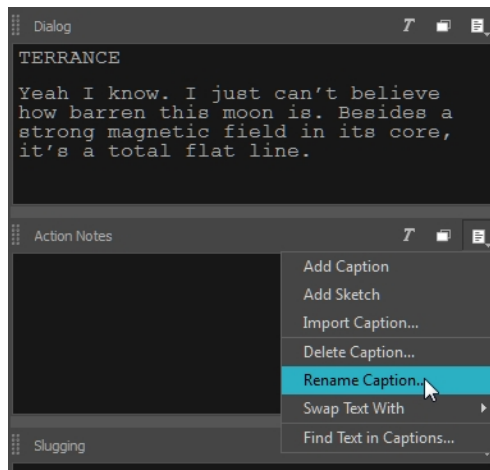 Dialog T
TERRANCE
Yeah I know. I just can't believe
how barren this moon is. Besides a
strong magnetic field in its core,
it's a total flat line.
Action Notes T
Add Caption
Add Sketch
Import Caption...
Delete Caption...
Rename Caption...
Swap Text With
Find Text in Captions...
Slugging